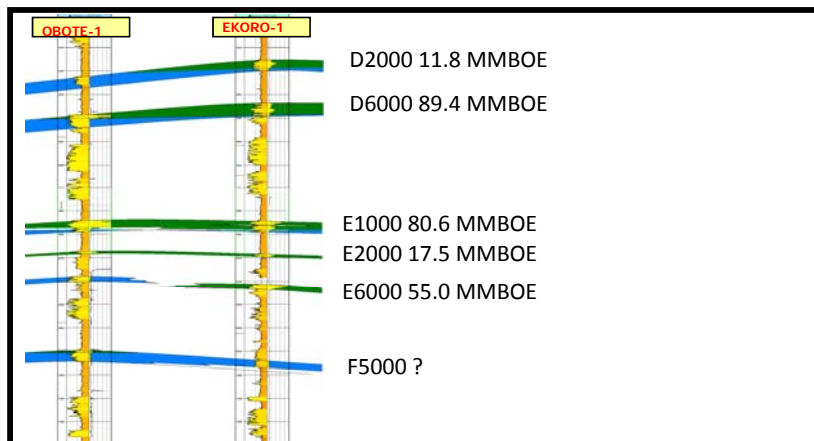 OBOTE-1
EKORO-1
D2000 11.8 MMBOE
D6000 89.4 MMBOE
E1000 80.6 MMBOE
E2000 17.5 MMBOE
E6000 55.0 MMBOE
F5000 ?